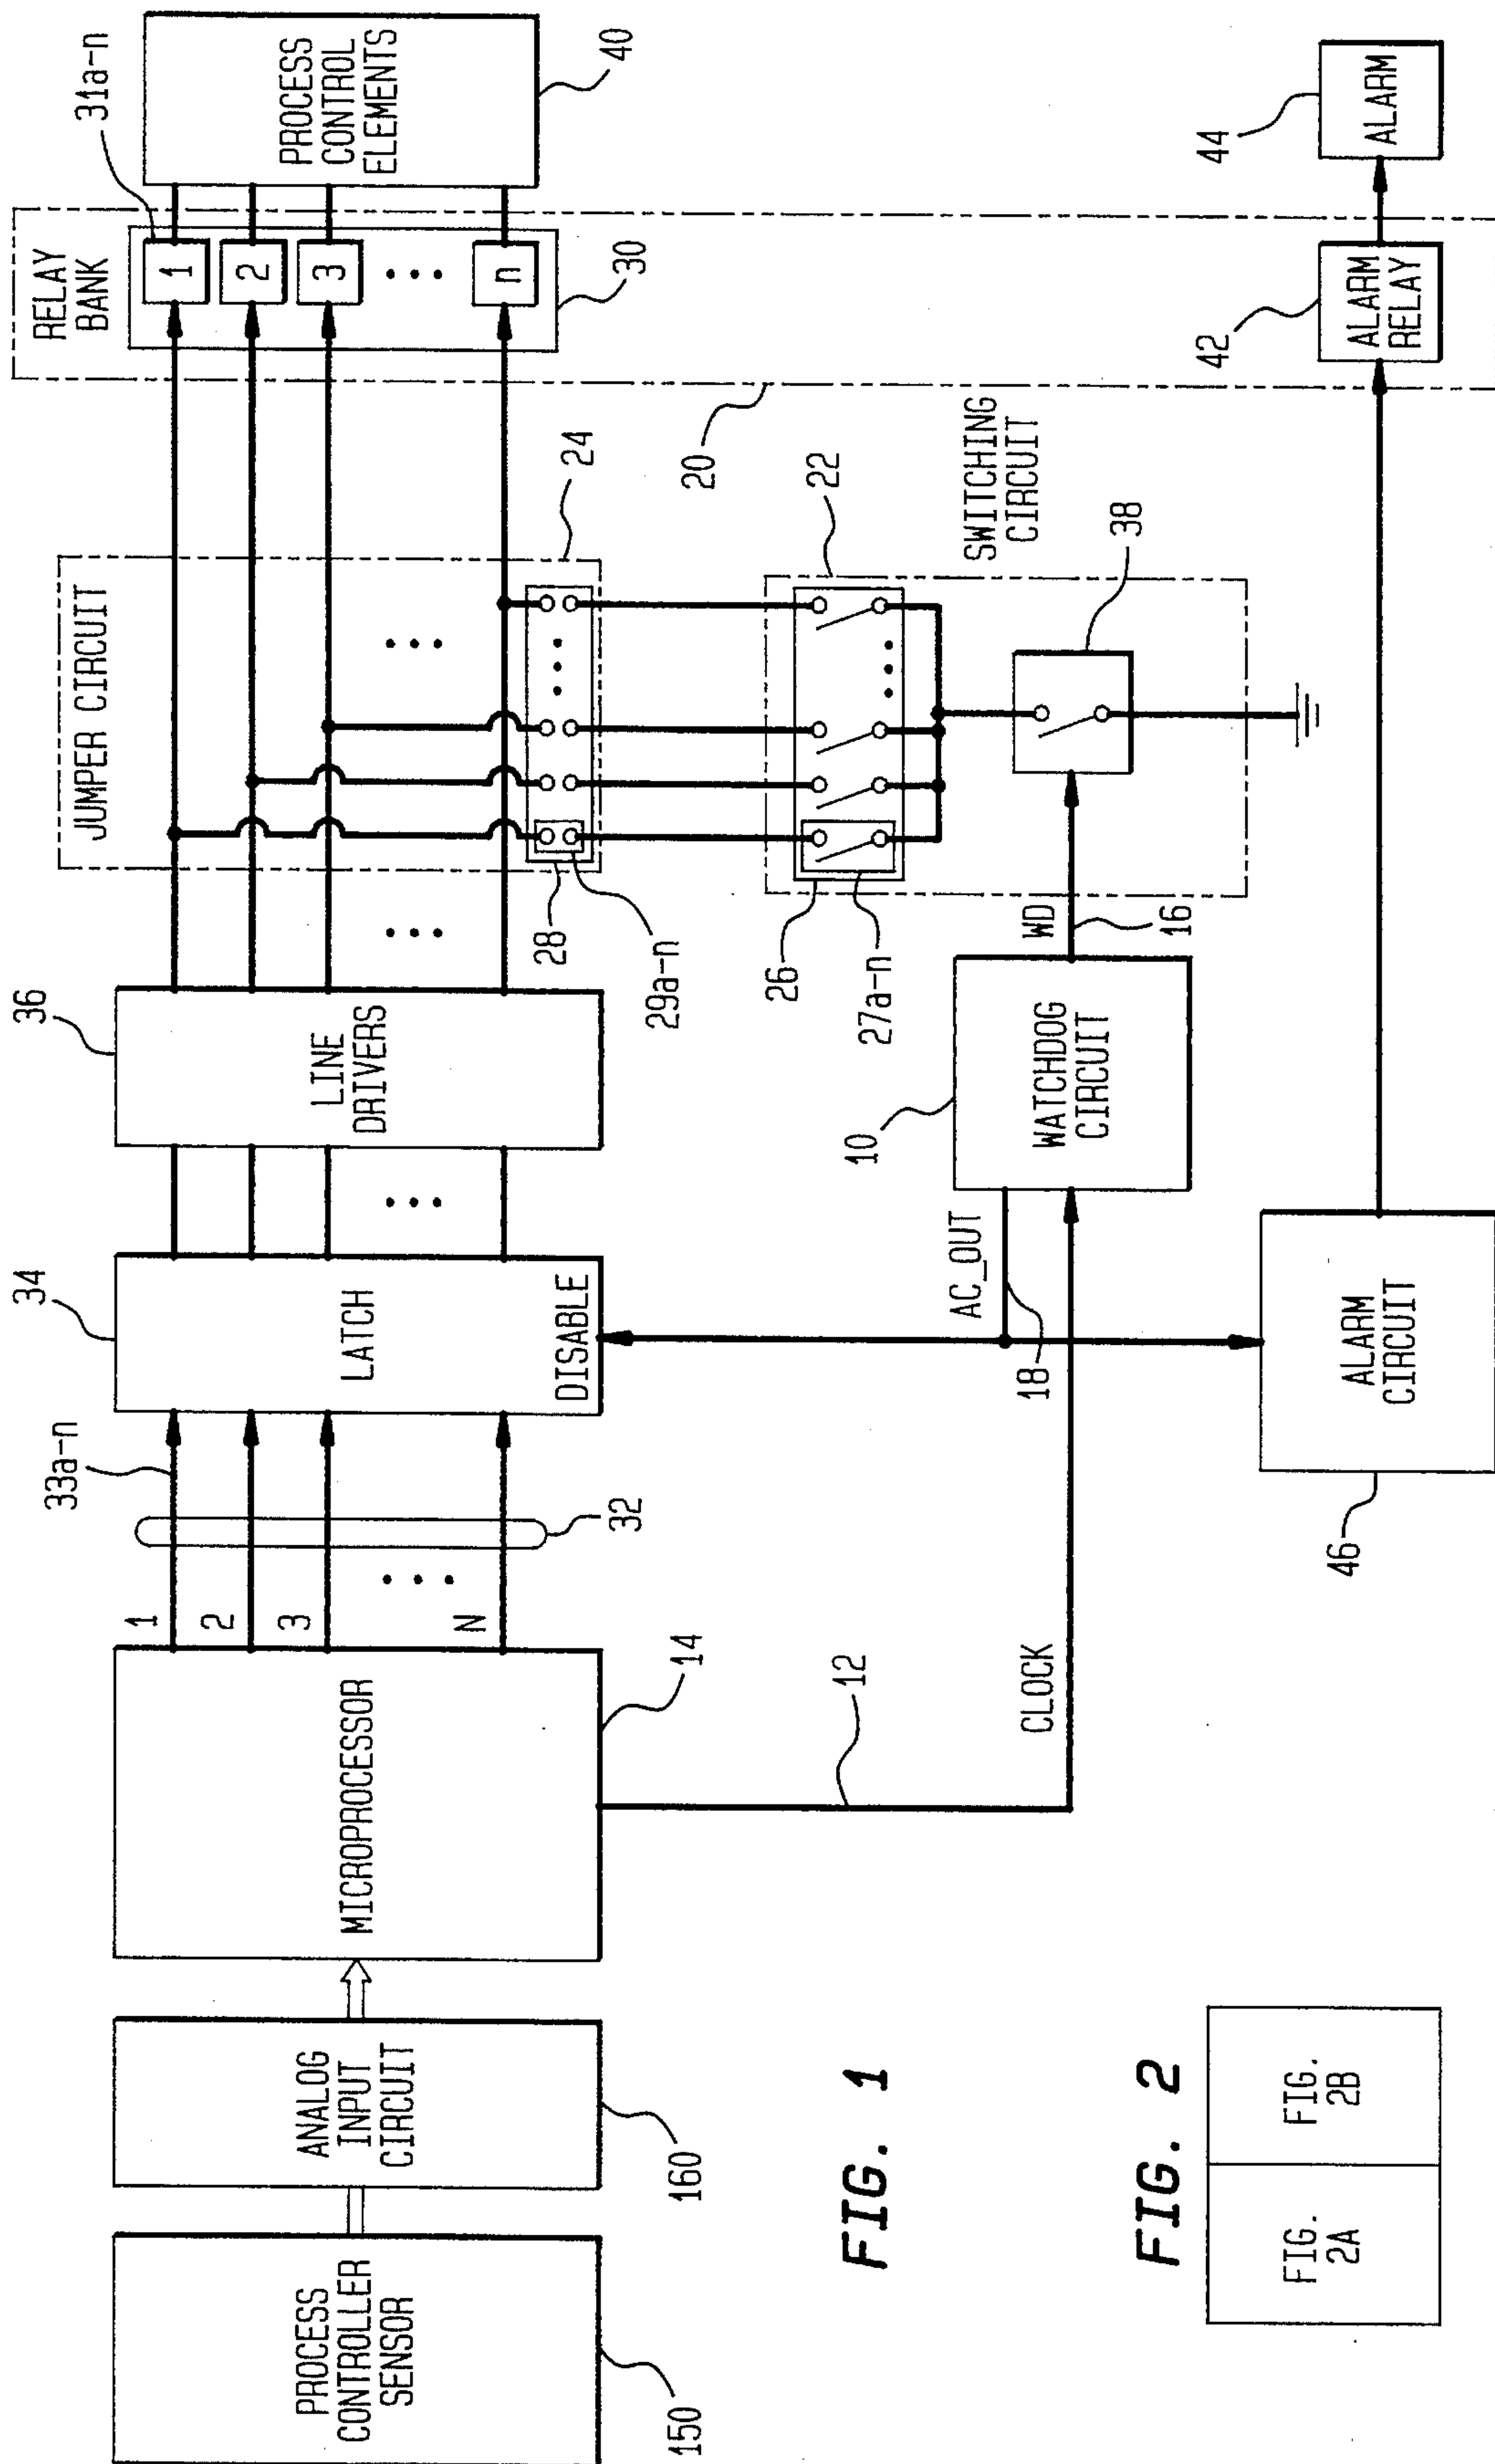 PROCESS
CONTROLLER
SENSOR
150
ANALOG
INPUT
CIRCUIT
160
MICROPROCESSOR
14
1
2
3
N
33a-n
32
12
CLOCK
LATCH
DISABLE
34
LINE
DRIVERS
36
JUMPER CIRCUIT
24
28
29a-n
RELAY
BANK
1
2
3
n
31a-n
30
20
PROCESS
CONTROL
ELEMENTS
40
AC_OUT
18
WATCHDOG
CIRCUIT
10
WD
16
26
27a-n
22
SWITCHING
CIRCUIT
38
ALARM
CIRCUIT
46
ALARM
RELAY
42
ALARM
44
FIG. 1
FIG. 2
FIG.
2A
FIG.
2B